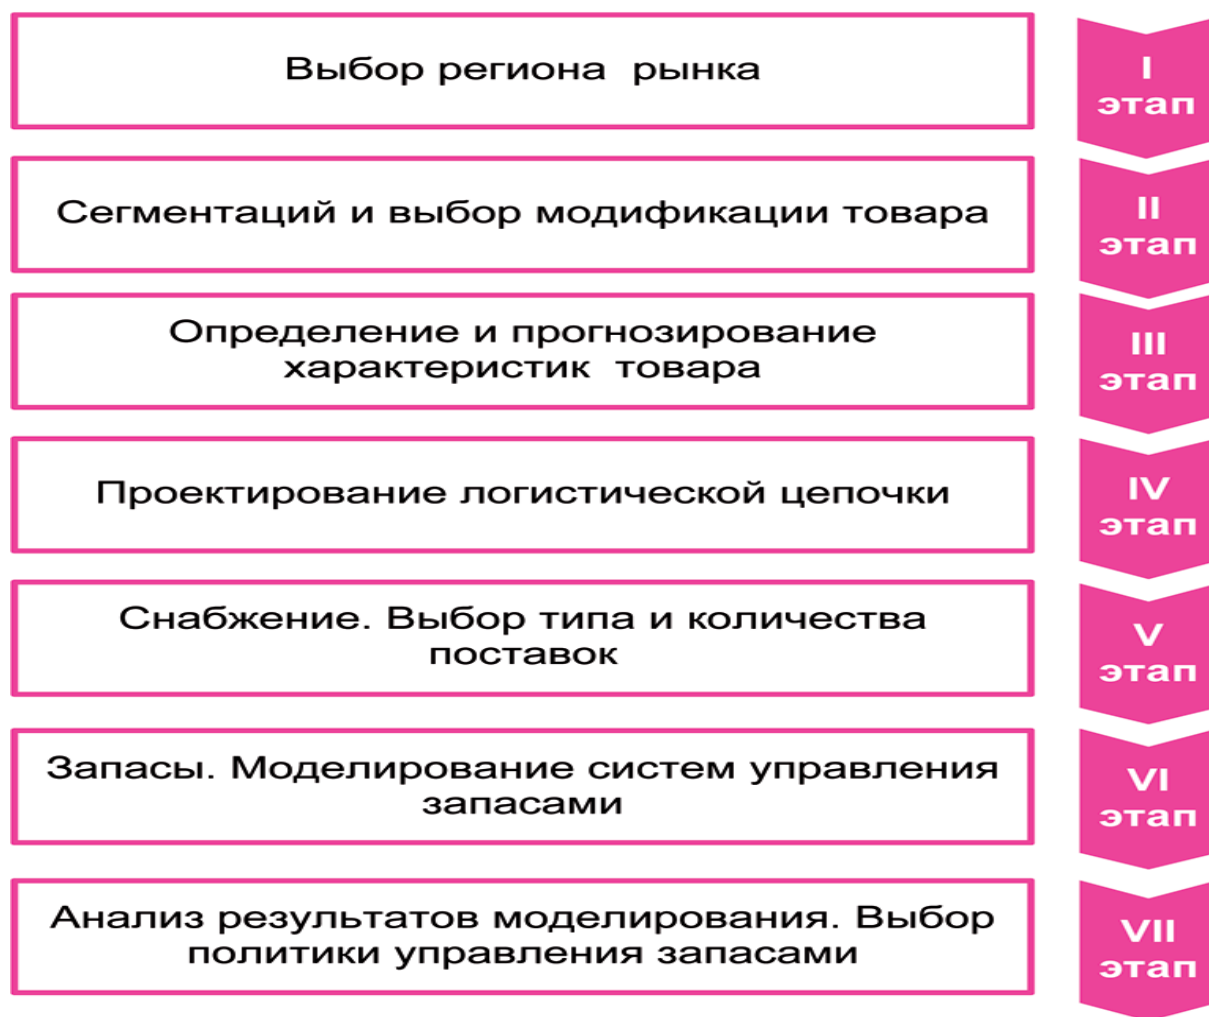 Выбор региона  рынка
I
этап
Сегментаций и выбор модификации товара
II
этап
Определение и прогнозирование
характеристик  товара
III
этап
Проектирование логистической цепочки
IV
этап
Снабжение. Выбор типа и количества
поставок
V
этап
Запасы. Моделирование систем управления
запасами
VI
этап
Анализ результатов моделирования. Выбор
политики управления запасами
VII
этап